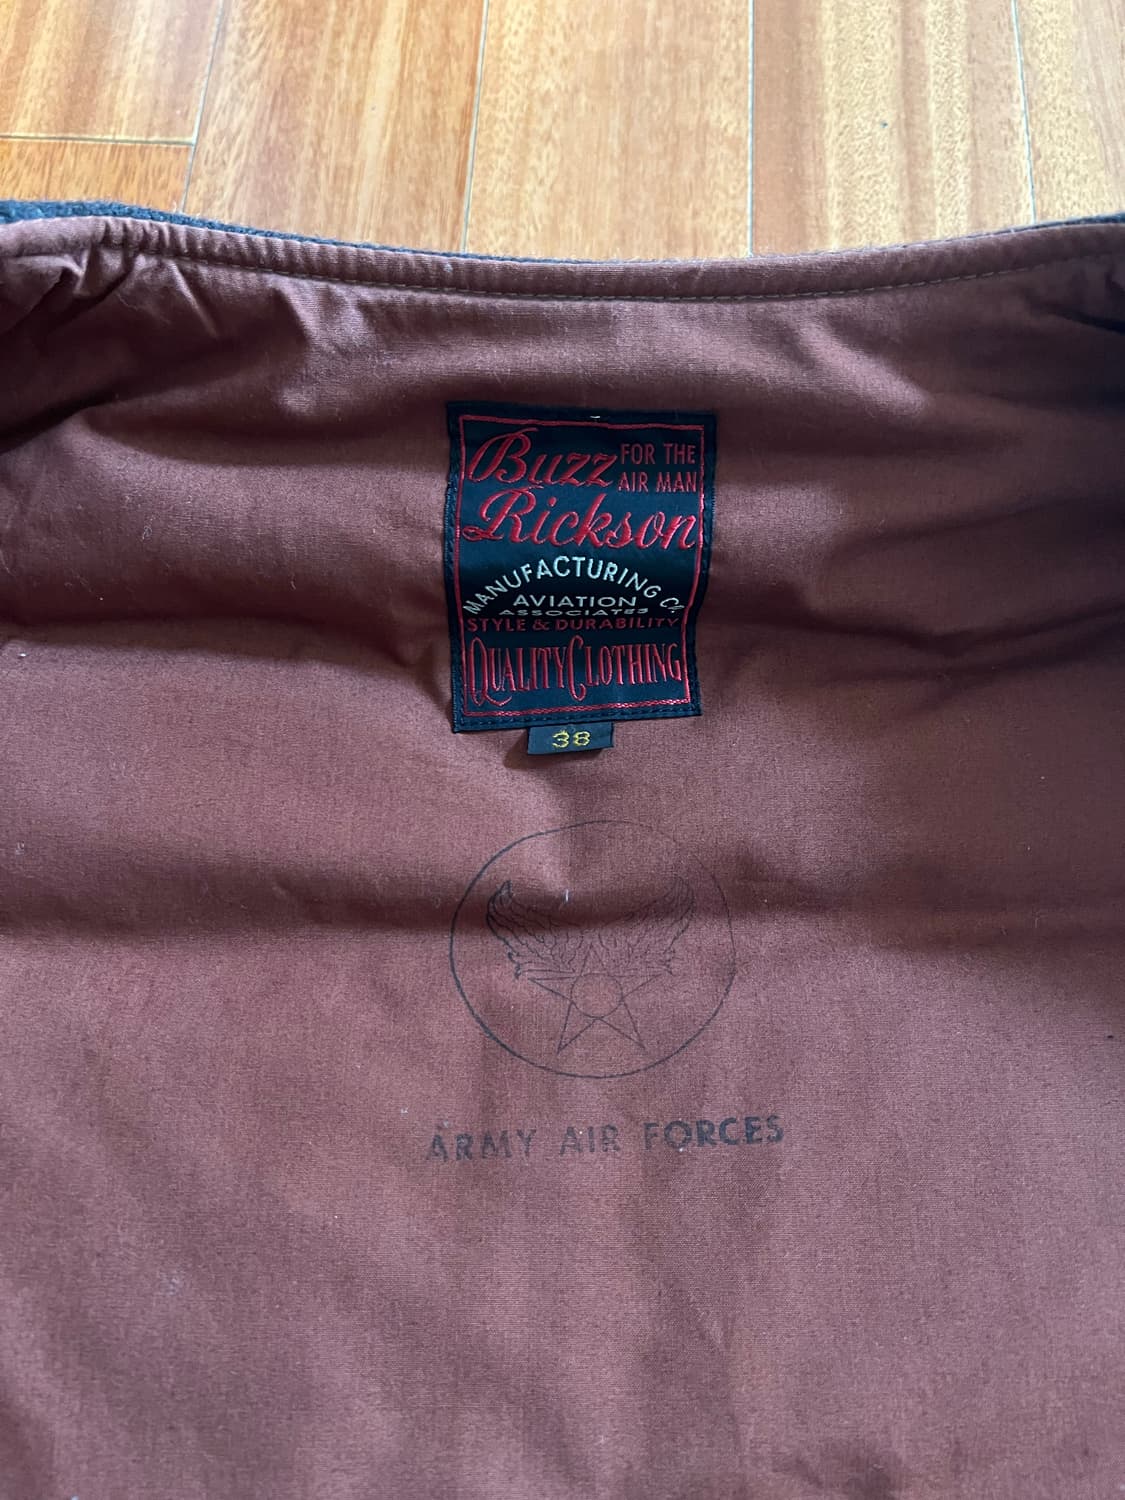 Buzz FOR THE
Rickson AIR MAN
MANUFACTURING Co.
AVIATION
ASSOCIATES
STYLE & DURABILITY
QUALITY CLOTHING
38
ARMY AIR FORCES